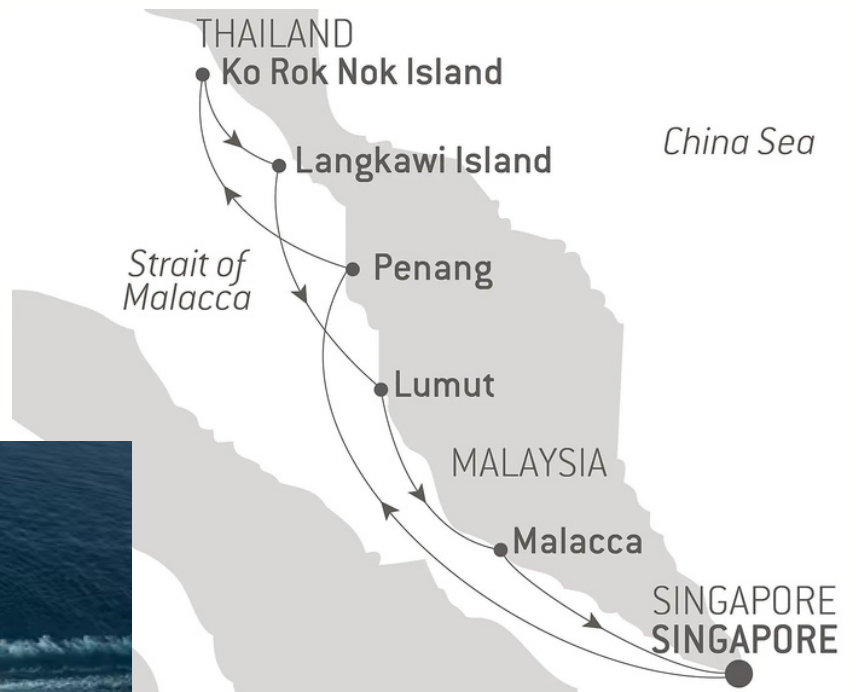 THAILAND
Ko Rok Nok Island
China Sea
Langkawi Island
Strait of
Malacca
Penang
Lumut
MALAYSIA
Malacca
SINGAPORE
SINGAPORE